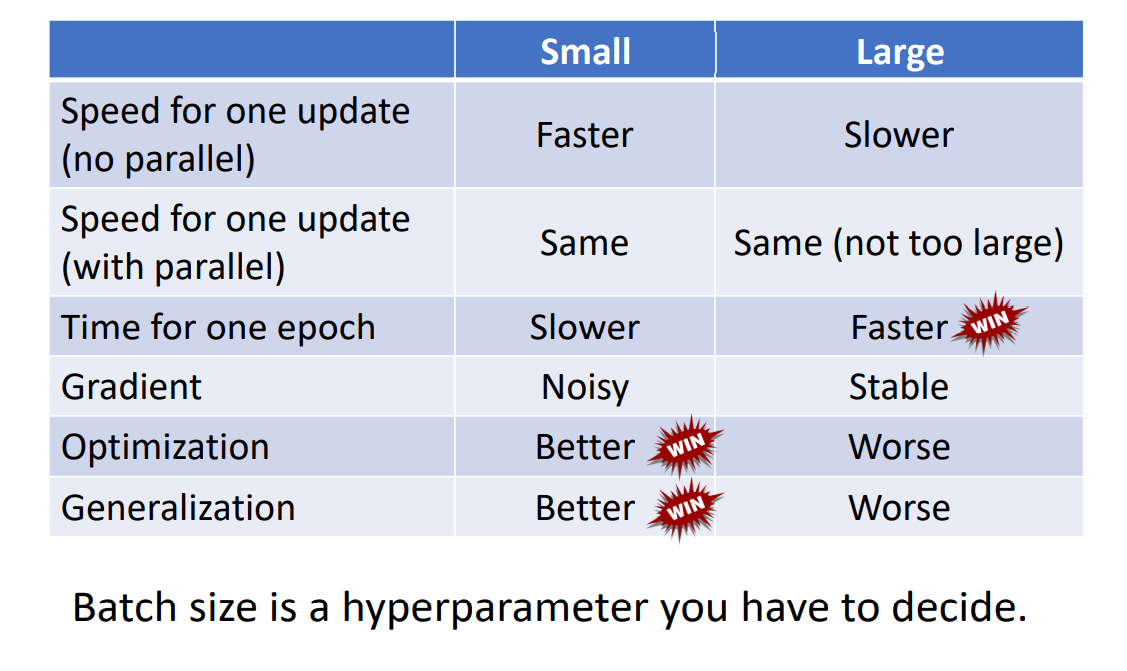 Small Large
Speed for one update
(no parallel)
Faster Slower
Speed for one update
(with parallel)
Same Same (not too large)
Time for one epoch Slower Faster WIN
Gradient Noisy Stable
Optimization Better WIN Worse
Generalization Better WIN Worse
Batch size is a hyperparameter you have to decide.